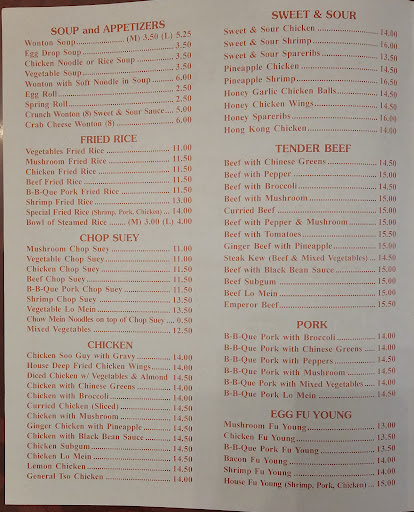 SOUP and APPETIZERS
Wonton Soup (M) 3.50 (L) 5.25
Egg Drop Soup 3.50
Chicken Noodle or Rice Soup 3.50
Vegetable Soup 3.50
Wonton with Soft Noodle in Soup 6.00
Egg Roll 2.50
Spring Roll 2.50
Crunch Wonton (8) Sweet & Sour Sauce 5.00
Crab Cheese Wonton (8) 6.00
FRIED RICE
Vegetables Fried Rice 11.00
Mushroom Fried Rice 11.50
Chicken Fried Rice 11.50
Beef Fried Rice 11.50
B-B-Que Pork Fried Rice 11.50
Shrimp Fried Rice 13.00
Special Fried Rice (Shrimp, Pork, Chicken) 14.00
Bowl of Steamed Rice (M) 3.00 (L) 4.00
CHOP SUEY
Mushroom Chop Suey 11.00
Vegetable Chop Suey 11.00
Chicken Chop Suey 11.50
Beef Chop Suey 11.50
B-B-Que Pork Chop Suey 11.50
Shrimp Chop Suey 13.50
Vegetable Lo Mein 13.50
Chow Mein Noodles on top of Chop Suey 0.50
Mixed Vegetables 12.50
CHICKEN
Chicken Soo Guy with Gravy 14.00
House Deep Fried Chicken Wings 14.00
Diced Chicken w/ Vegetables & Almond 14.50
Chicken with Chinese Greens 14.00
Chicken with Broccoli 14.00
Curried Chicken (Sliced) 14.50
Chicken with Mushroom 14.50
Ginger Chicken with Pineapple 14.50
Chicken with Black Bean Sauce 14.50
Chicken Subgum 14.50
Chicken Lo Mein 14.50
Lemon Chicken 14.50
General Tso Chicken 14.00
SWEET & SOUR
Sweet & Sour Chicken 14.00
Sweet & Sour Shrimp 16.00
Sweet & Sour Spareribs 13.50
Pineapple Chicken 14.50
Pineapple Shrimp 16.50
Honey Garlic Chicken Balls 14.50
Honey Chicken Wings 14.50
Honey Spareribs 16.00
Hong Kong Chicken 14.00
TENDER BEEF
Beef with Chinese Greens 14.50
Beef with Pepper 15.00
Beef with Broccoli 14.50
Beef with Mushroom 15.00
Curried Beef 15.00
Beef with Pepper & Mushroom 15.00
Beef with Tomatoes 15.50
Ginger Beef with Pineapple 15.00
Steak Kew (Beef & Mixed Vegetables) 14.50
Beef with Black Bean Sauce 15.00
Beef Subgum 15.00
Beef Lo Mein 15.00
Emperor Beef 15.50
PORK
B-B-Que Pork with Broccoli 14.00
B-B-Que Pork with Chinese Greens 14.00
B-B-Que Pork with Peppers 14.50
B-B-Que Pork with Mushroom 14.50
B-B-Que Pork with Mixed Vegetables 14.00
B-B-Que Pork Lo Mein 14.50
EGG FU YOUNG
Mushroom Fu Young 13.00
Chicken Fu Young 13.50
B-B-Que Pork Fu Young 13.50
Bacon Fu Young 14.00
Shrimp Fu Young 14.00
House Fu Young (Shrimp, Pork, Chicken) 15.00